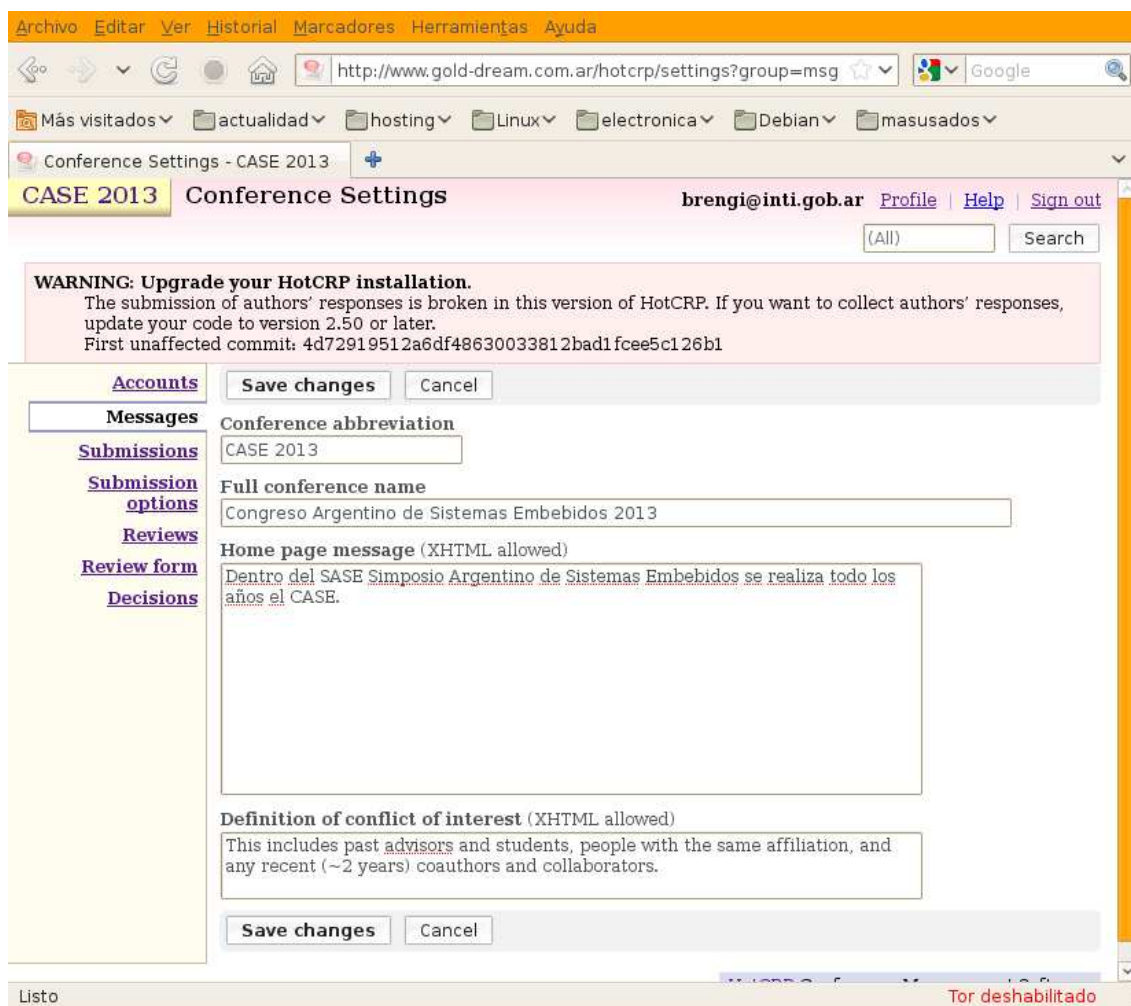 Archivo Editar Ver Historial Marcadores Herramientas Ayuda
http://www.gold-dream.com.ar/hotcrp/settings?group=msg Google
Más visitados actualidad hosting Linux electronica Debian masusados
Conference Settings - CASE 2013
CASE 2013 Conference Settings brengi@inti.gob.ar Profile | Help | Sign out
(All) Search
WARNING: Upgrade your HotCRP installation.
The submission of authors' responses is broken in this version of HotCRP. If you want to collect authors' responses,
update your code to version 2.50 or later.
First unaffected commit: 4d72919512a6df48630033812bad1fcee5c126b1
Accounts
Messages
Submissions
Submission
options
Reviews
Review form
Decisions
Save changes Cancel
Conference abbreviation
CASE 2013
Full conference name
Congreso Argentino de Sistemas Embebidos 2013
Home page message (XHTML allowed)
Dentro del SASE Simposio Argentino de Sistemas Embebidos se realiza todo los
años el CASE.
Definition of conflict of interest (XHTML allowed)
This includes past advisors and students, people with the same affiliation, and
any recent (~2 years) coauthors and collaborators.
Save changes Cancel
Listo Tor deshabilitado